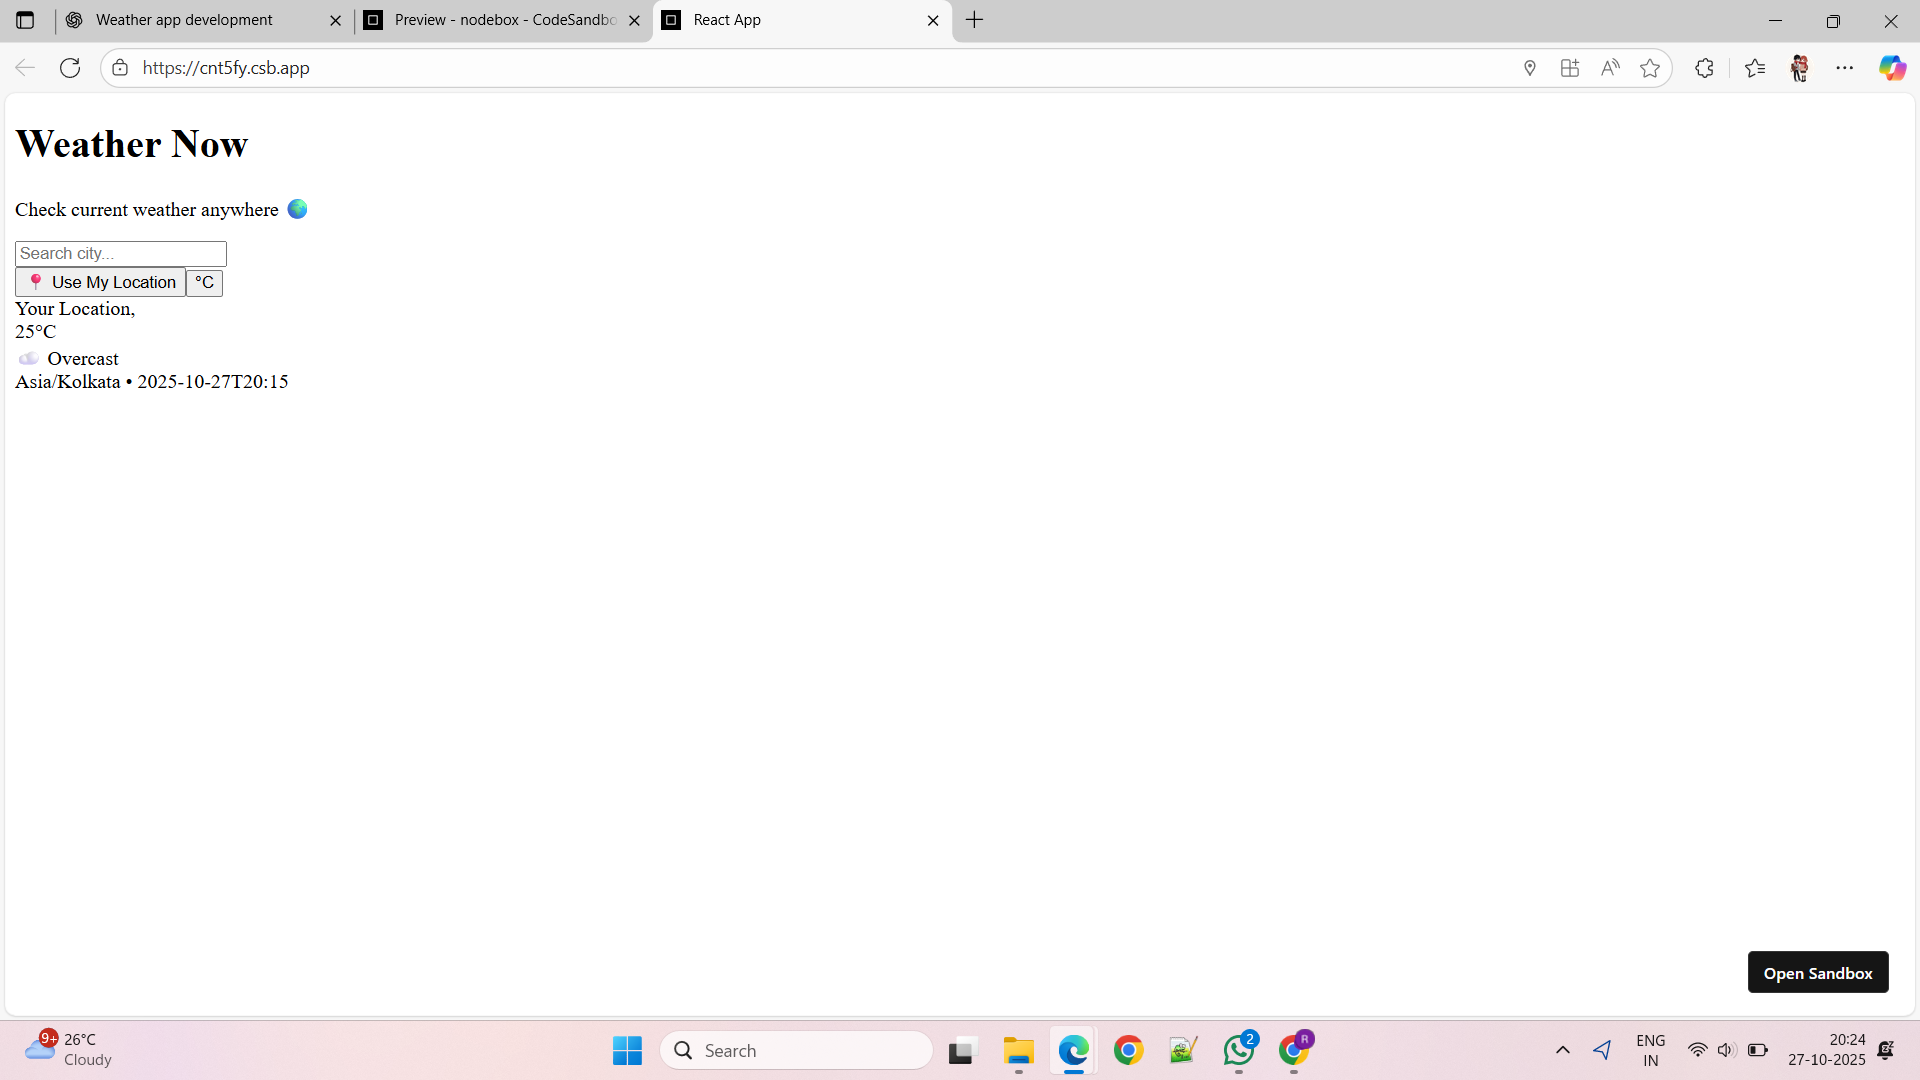 Weather app development
Preview - nodebox - CodeSandbo
React App
https://cnt5fy.csb.app
Weather Now
Check current weather anywhere
Search city...
Use My Location °C
Your Location,
25°C
Overcast
Asia/Kolkata • 2025-10-27T20:15
Open Sandbox
9+ 26°C
Cloudy
Search
2
R
ENG
IN
20:24
27-10-2025